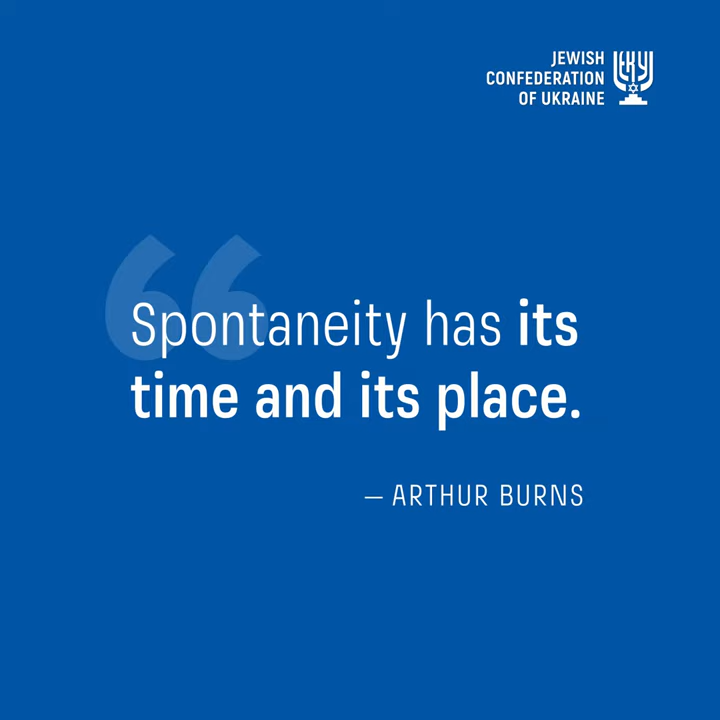 JEWISH
CONFEDERATION
OF UKRAINE
Spontaneity has its
time and its place.
— ARTHUR BURNS